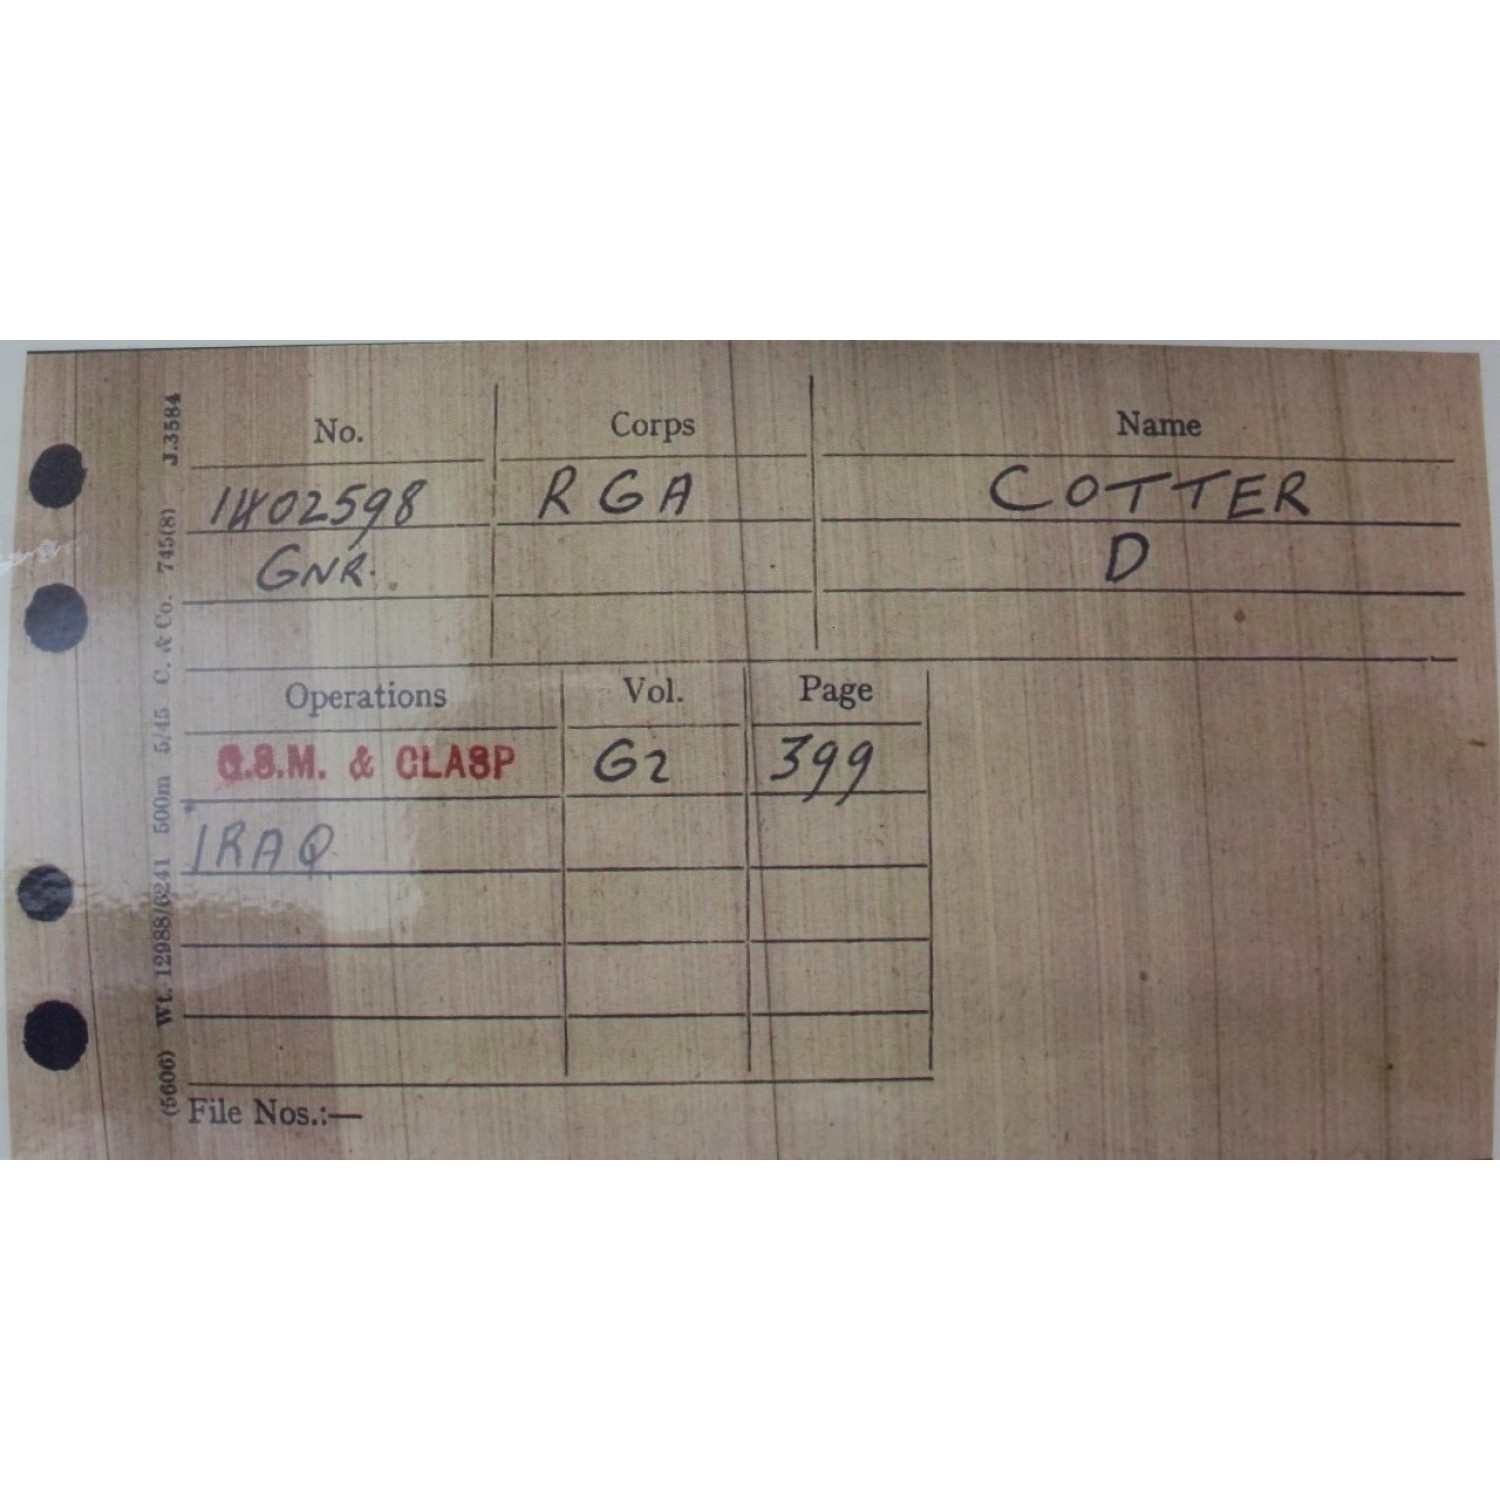 No. Corps Name
1402598 RGA COTTER
GNR. D
Operations Vol. Page
G.S.M. & CLASP G2 399
IRAQ
File Nos.:—
(5606) Wt. 12988/6241 500m 5/45 C. & Co. 745(8) J.3584